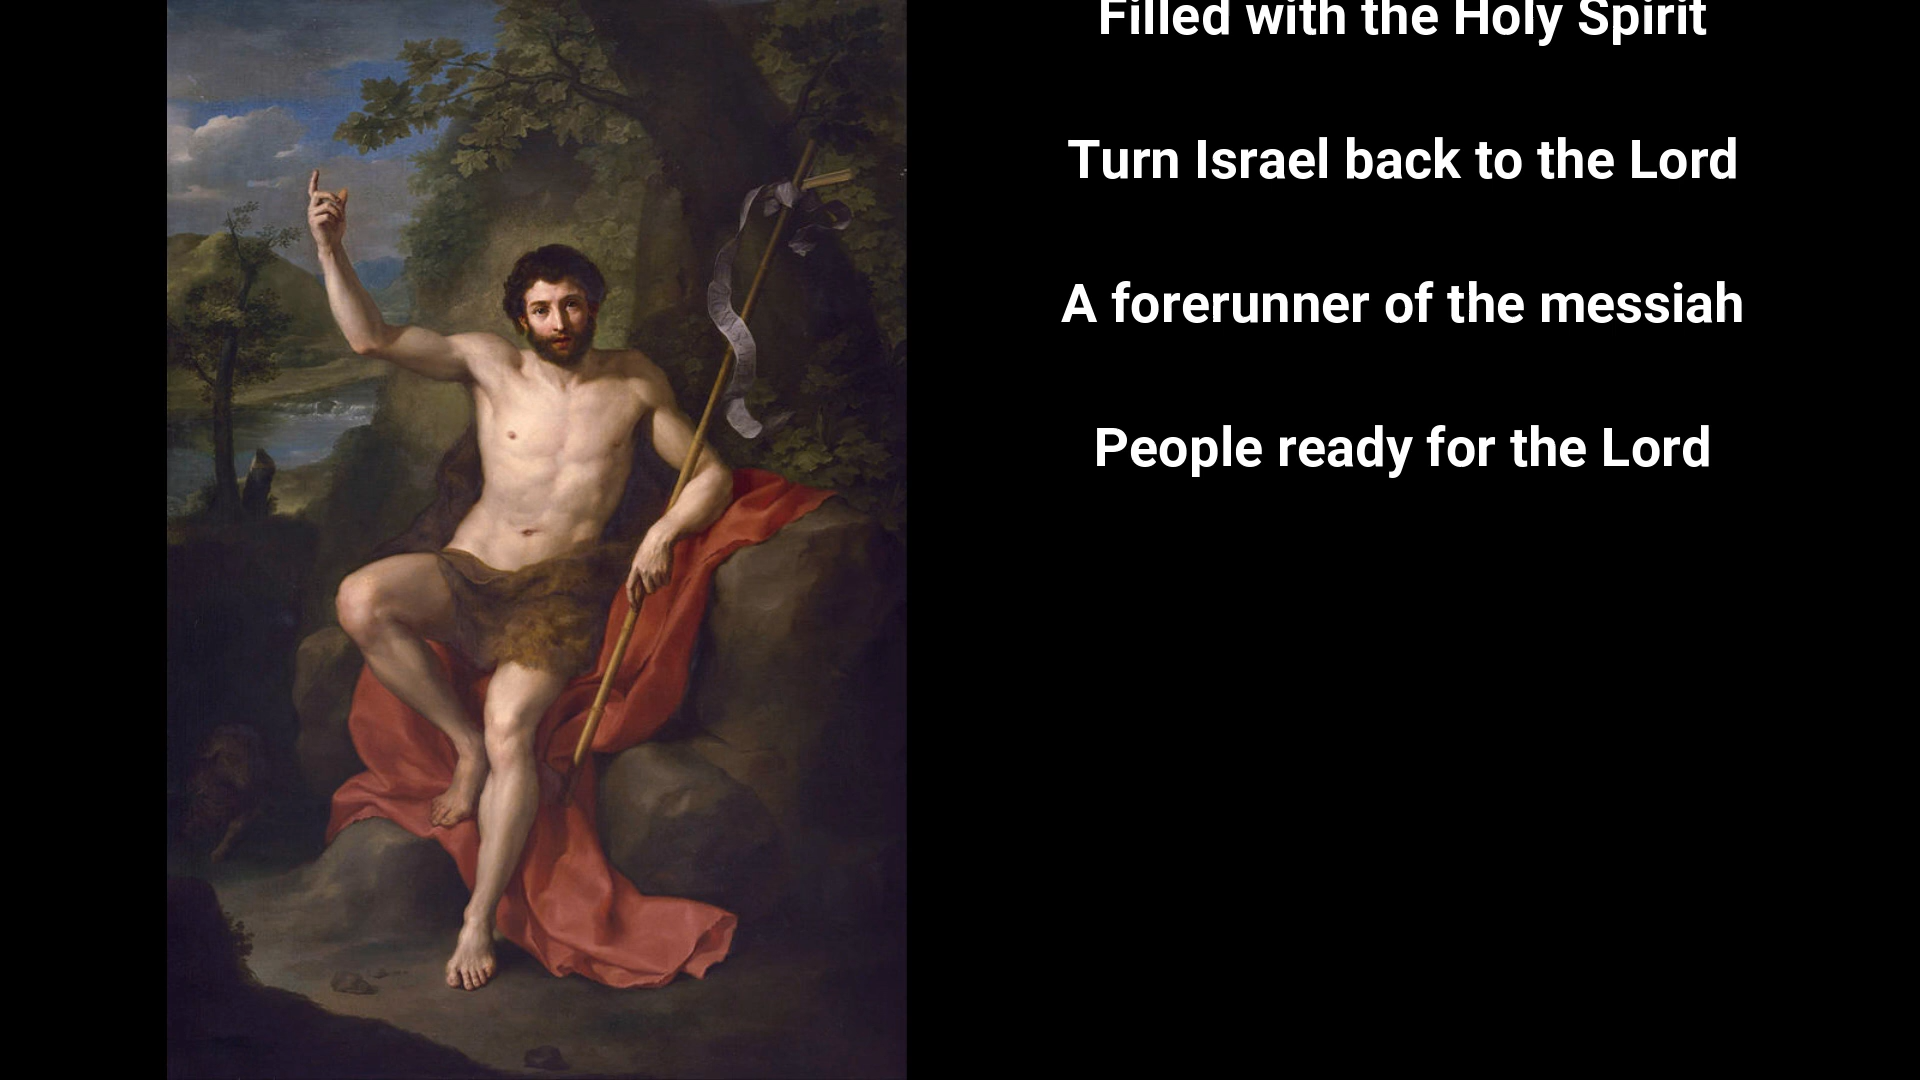 Filled with the Holy Spirit
Turn Israel back to the Lord
A forerunner of the messiah
People ready for the Lord